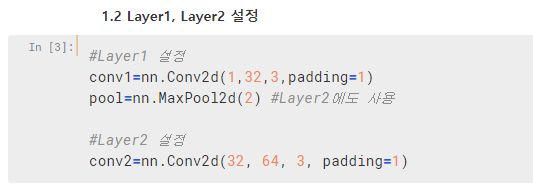 1.2 Layer1, Layer2 설정
In [3]:
#Layer1 설정
conv1=nn.Conv2d(1,32,3,padding=1)
pool=nn.MaxPool2d(2) #Layer2에도 사용
#Layer2 설정
conv2=nn.Conv2d(32, 64, 3, padding=1)